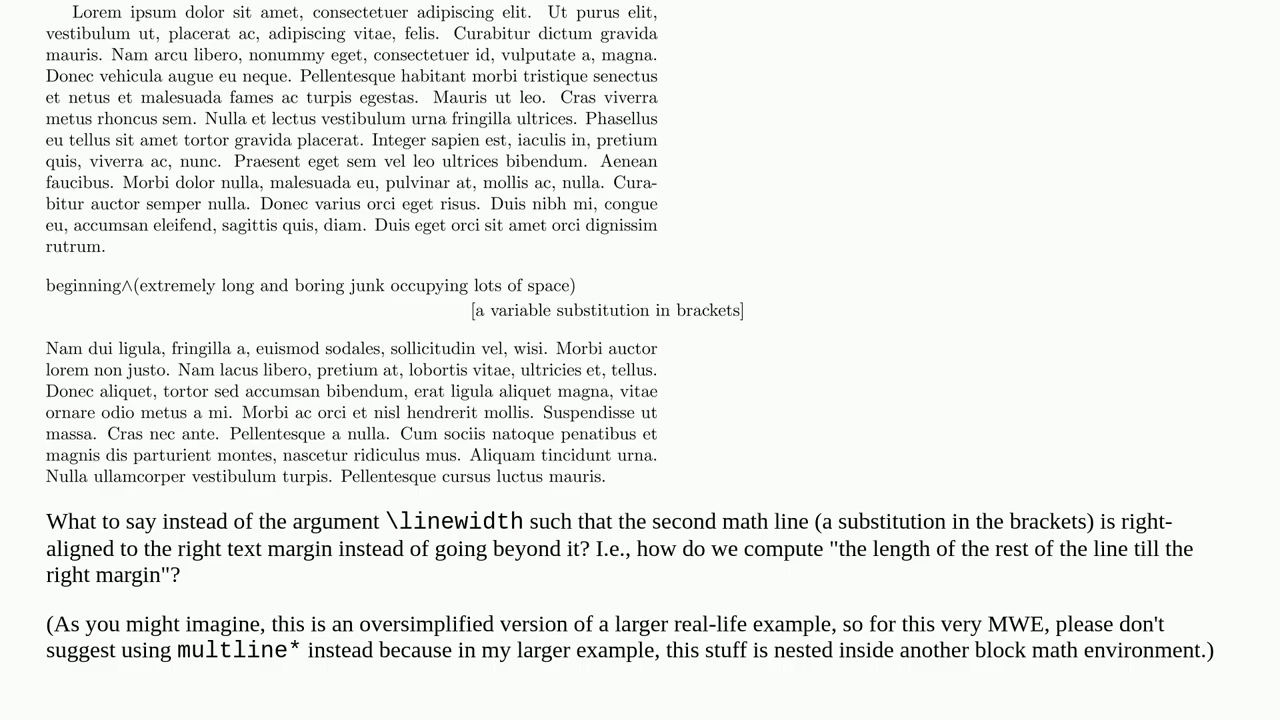 Lorem ipsum dolor sit amet, consectetuer adipiscing elit. Ut purus elit,
vestibulum ut, placerat ac, adipiscing vitae, felis. Curabitur dictum gravida
mauris. Nam arcu libero, nonummy eget, consectetuer id, vulputate a, magna.
Donec vehicula augue eu neque. Pellentesque habitant morbi tristique senectus
et netus et malesuada fames ac turpis egestas. Mauris ut leo. Cras viverra
metus rhoncus sem. Nulla et lectus vestibulum urna fringilla ultrices. Phasellus
eu tellus sit amet tortor gravida placerat. Integer sapien est, iaculis in, pretium
quis, viverra ac, nunc. Praesent eget sem vel leo ultrices bibendum. Aenean
faucibus. Morbi dolor nulla, malesuada eu, pulvinar at, mollis ac, nulla. Cura-
bitur auctor semper nulla. Donec varius orci eget risus. Duis nibh mi, congue
eu, accumsan eleifend, sagittis quis, diam. Duis eget orci sit amet orci dignissim
rutrum.
beginning∧(extremely long and boring junk occupying lots of space)
[a variable substitution in brackets]
Nam dui ligula, fringilla a, euismod sodales, sollicitudin vel, wisi. Morbi auctor
lorem non justo. Nam lacus libero, pretium at, lobortis vitae, ultricies et, tellus.
Donec aliquet, tortor sed accumsan bibendum, erat ligula aliquet magna, vitae
ornare odio metus a mi. Morbi ac orci et nisl hendrerit mollis. Suspendisse ut
massa. Cras nec ante. Pellentesque a nulla. Cum sociis natoque penatibus et
magnis dis parturient montes, nascetur ridiculus mus. Aliquam tincidunt urna.
Nulla ullamcorper vestibulum turpis. Pellentesque cursus luctus mauris.
What to say instead of the argument \linewidth such that the second math line (a substitution in the brackets) is right-
aligned to the right text margin instead of going beyond it? I.e., how do we compute "the length of the rest of the line till the
right margin"?
(As you might imagine, this is an oversimplified version of a larger real-life example, so for this very MWE, please don't
suggest using multline* instead because in my larger example, this stuff is nested inside another block math environment.)